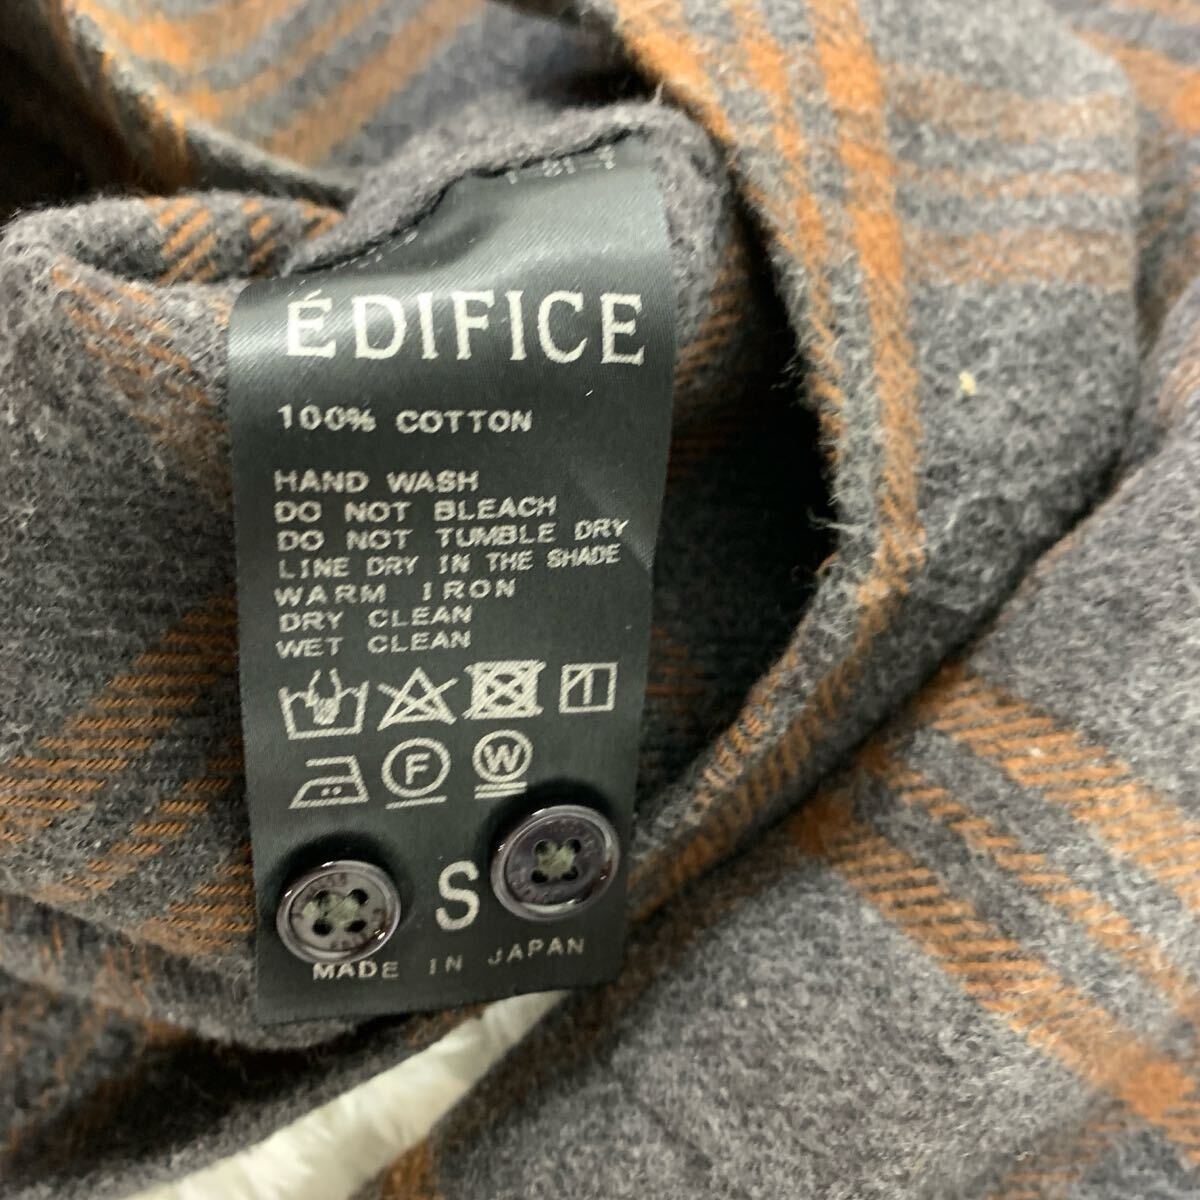 ÉDIFICE
100% COTTON
HAND WASH
DO NOT BLEACH
DO NOT TUMBLE DRY
LINE DRY IN THE SHADE
WARM IRON
DRY CLEAN
WET CLEAN
F
W
S
MADE IN JAPAN